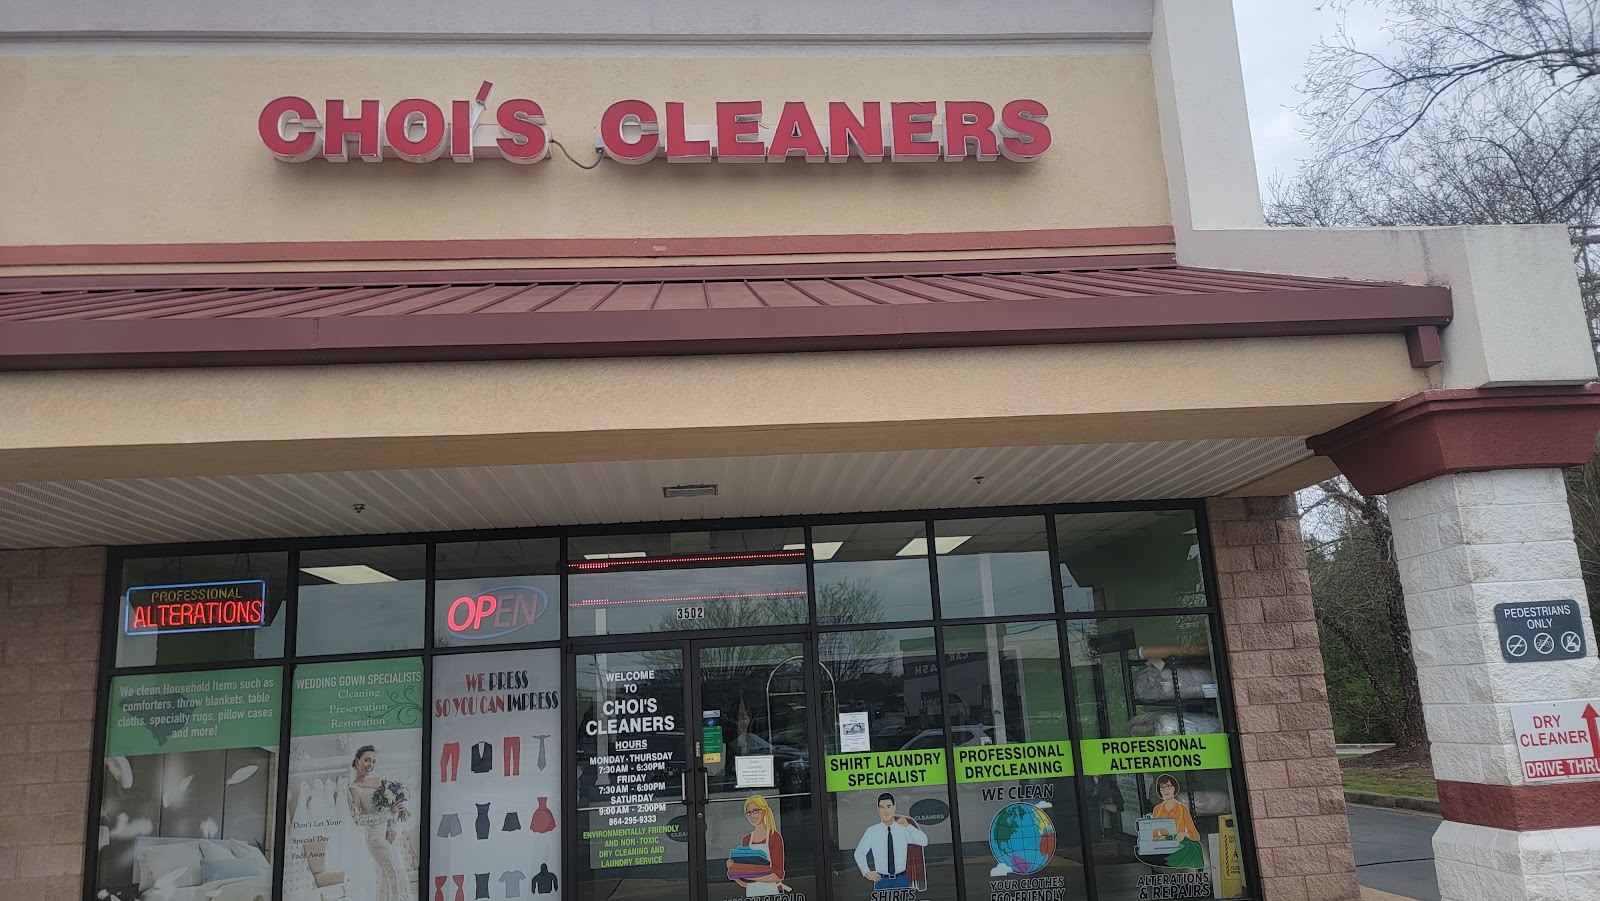 CHOI'S CLEANERS
PROFESSIONAL
ALTERATIONS
OPEN
3502
We clean Household Items such as
comforters, throw blankets, table
cloths, specialty rugs, pillow cases
and more!
WEDDING GOWN SPECIALISTS
Cleaning
Preservation
Restoration
Don't Let Your
Special Day
Fade Away
WE PRESS
SO YOU CAN IMPRESS
WELCOME
TO
CHOI'S
CLEANERS
HOURS
MONDAY - THURSDAY
7:30AM - 6:30PM
FRIDAY
7:30AM - 6:00PM
SATURDAY
9:00AM - 2:00PM
864-295-9333
ENVIRONMENTALLY FRIENDLY
AND NON-TOXIC
DRY CLEANING AND
LAUNDRY SERVICE
& FOLD
SHIRT LAUNDRY
SPECIALIST
CLEANERS
SHIRTS
PROFESSIONAL
DRYCLEANING
WE CLEAN
YOUR CLOTHES
ECO-FRIENDLY
PROFESSIONAL
ALTERATIONS
ALTERATIONS
& REPAIRS
PEDESTRIANS
ONLY
DRY
CLEANER
DRIVE THRU